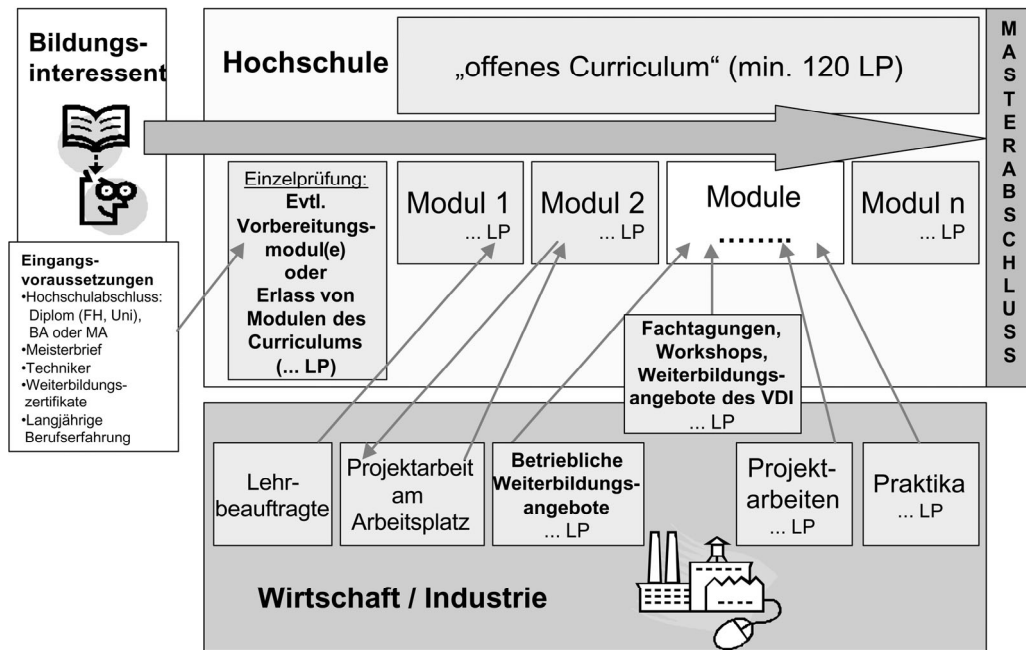 Bildungs-
interessent
Eingangs-
voraussetzungen
•Hochschulabschluss:
Diplom (FH, Uni),
BA oder MA
•Meisterbrief
•Techniker
•Weiterbildungs-
zertifikate
•Langjährige
Berufserfahrung
Hochschule
„offenes Curriculum“ (min. 120 LP)
Einzelprüfung:
Evtl.
Vorbereitungs-
modul(e)
oder
Erlass von
Modulen des
Curriculums
(... LP)
Modul 1
... LP
Modul 2
... LP
Module
........
Modul n
... LP
MASTERABSCHLUSS
Fachtagungen,
Workshops,
Weiterbildungs-
angebote des VDI
... LP
Lehr-
beauftragte
Projektarbeit
am
Arbeitsplatz
Betriebliche
Weiterbildungs-
angebote
... LP
Projekt-
arbeiten
... LP
Praktika
... LP
Wirtschaft / Industrie